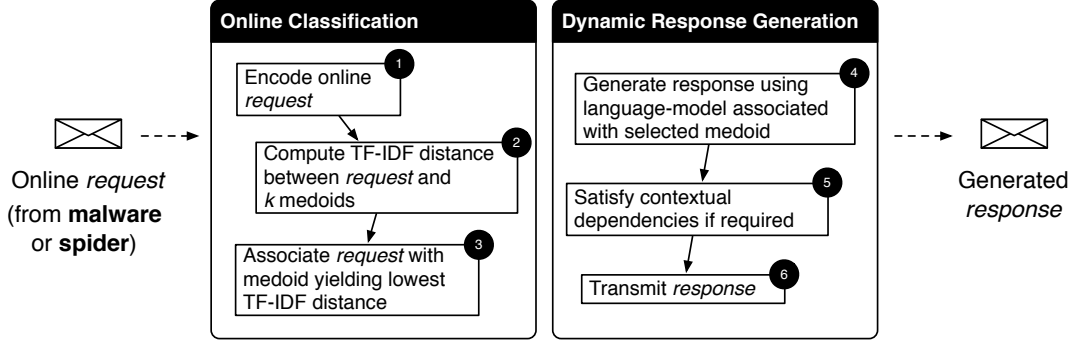 Online Classification
Dynamic Response Generation
Online request
(from malware
or spider)
1
Encode online
request
2
Compute TF-IDF distance
between request and
k medoids
3
Associate request with
medoid yielding lowest
TF-IDF distance
4
Generate response using
language-model associated
with selected medoid
5
Satisfy contextual
dependencies if required
6
Transmit response
Generated
response